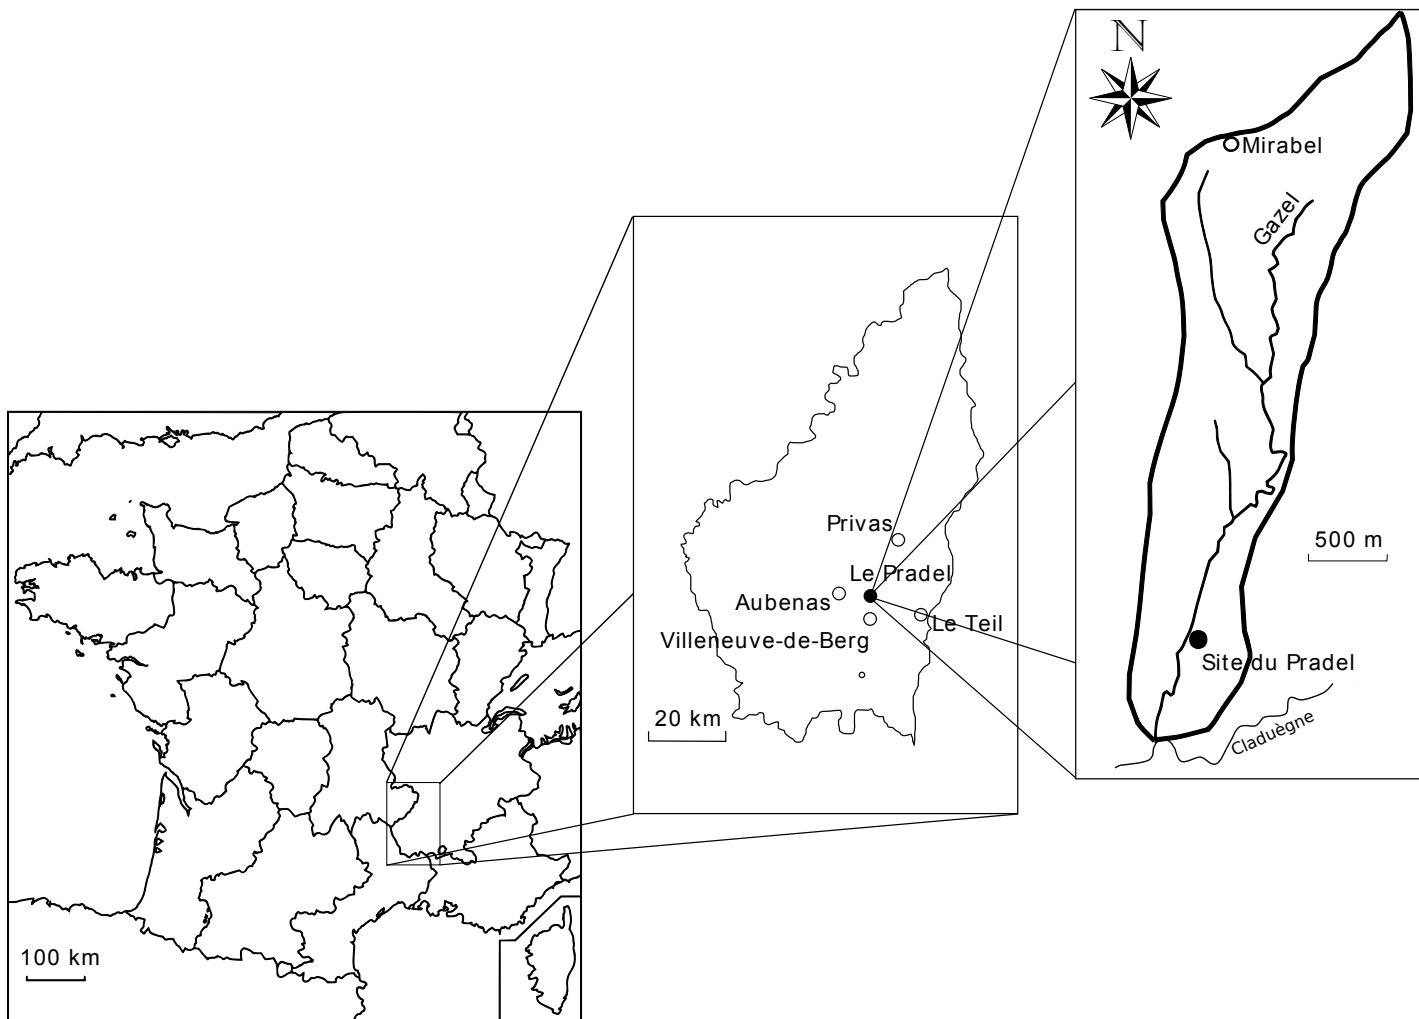 N
Mirabel
Gazel
500 m
Site du Pradel
Claduègne
Privas
Le Pradel
Aubenas
Le Teil
Villeneuve-de-Berg
20 km
100 km